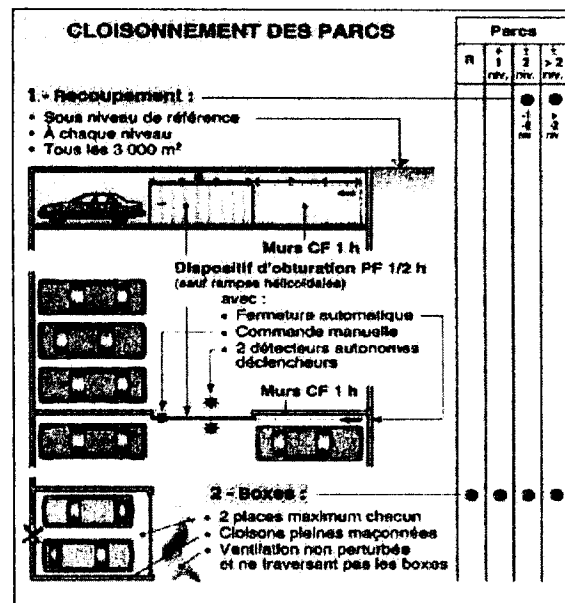 CLOISONNEMENT DES PARCS
Parcs
R
± 1 niv.
± 2 niv.
± > 2 niv.
1 - Recoupement :
• Sous niveau de référence
• À chaque niveau
• Tous les 3 000 m²
Murs CF 1 h
Dispositif d'obturation PF 1/2 h
(sauf rampes hélicoïdales)
avec :
• Fermeture automatique
• Commande manuelle
• 2 détecteurs autonomes
déclencheurs
Murs CF 1 h
2 - Boxes :
• 2 places maximum chacun
• Cloisons pleines maçonnées
• Ventilation non perturbée
et ne traversant pas les boxes